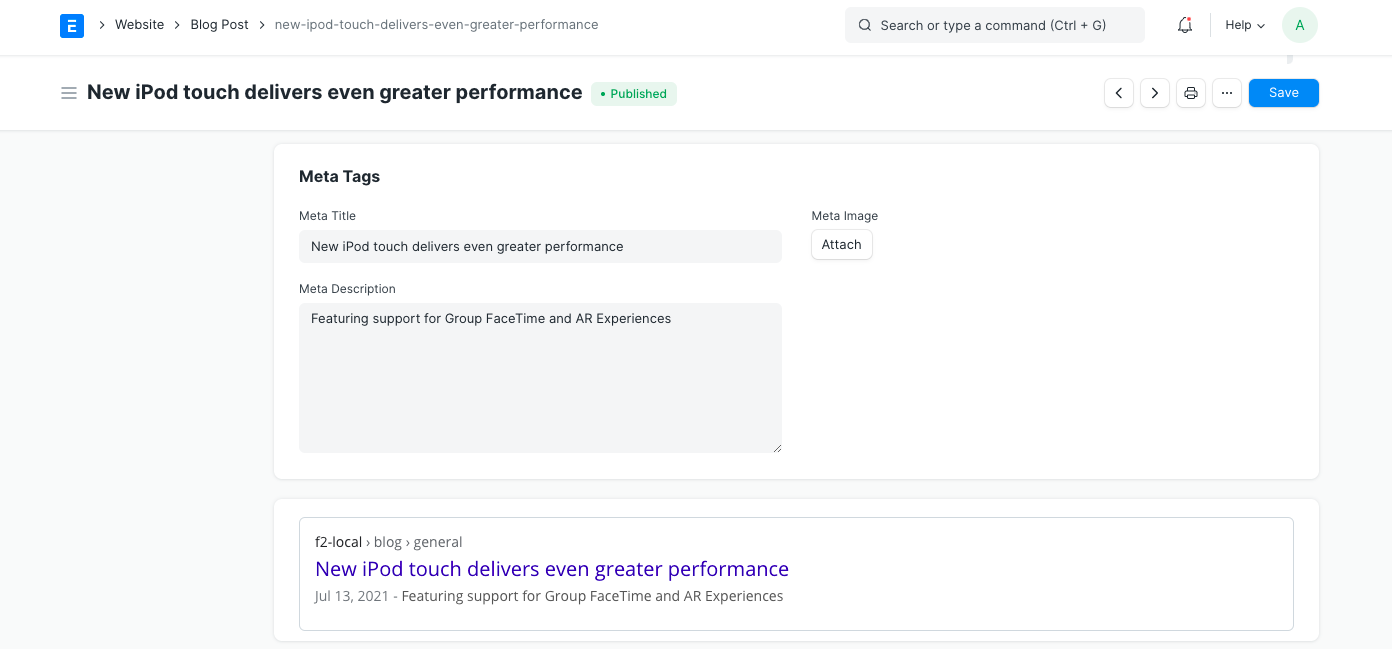 E Website Blog Post new-ipod-touch-delivers-even-greater-performance Search or type a command (Ctrl + G) Help A
New iPod touch delivers even greater performance • Published ... Save
Meta Tags
Meta Title Meta Image
New iPod touch delivers even greater performance Attach
Meta Description
Featuring support for Group FaceTime and AR Experiences
f2-local › blog › general
New iPod touch delivers even greater performance
Jul 13, 2021 - Featuring support for Group FaceTime and AR Experiences